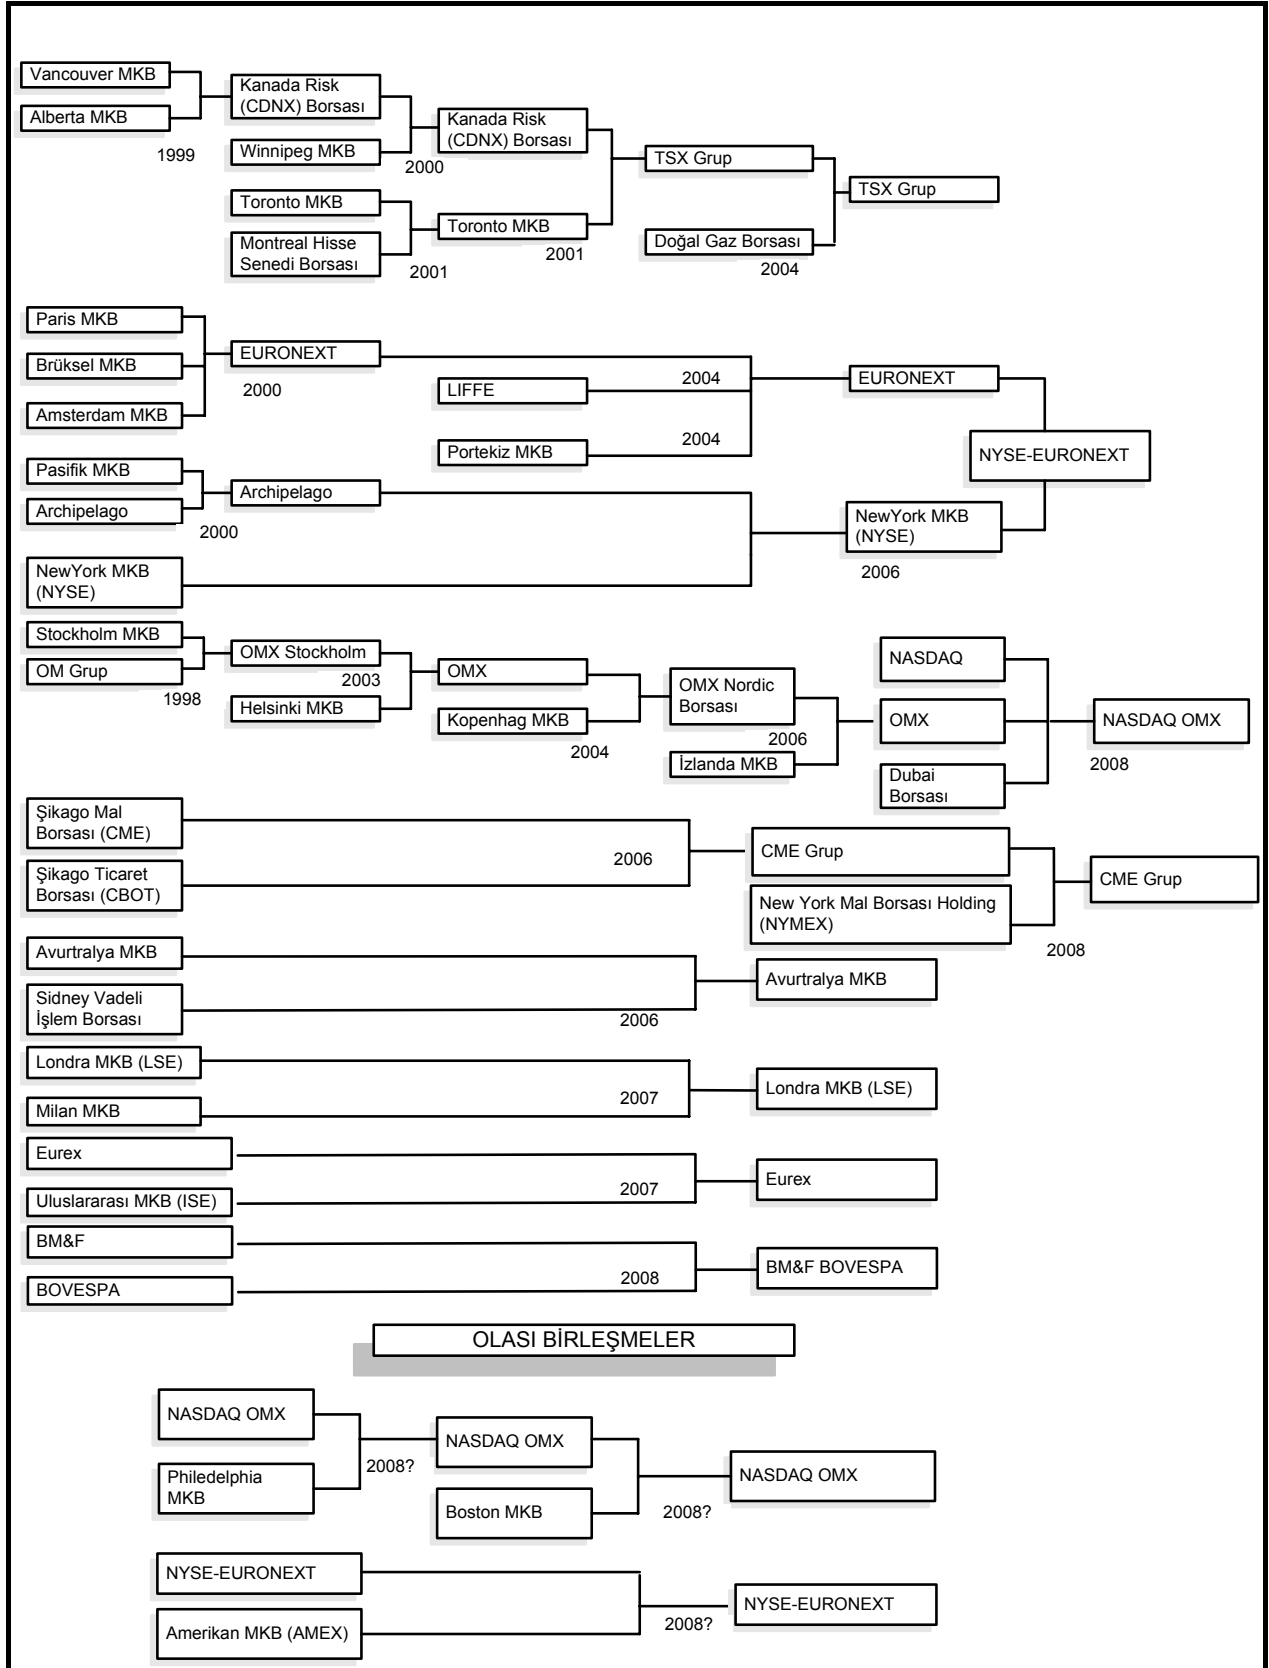 Vancouver MKB
Alberta MKB
1999
Kanada Risk
(CDNX) Borsası
Winnipeg MKB
2000
Kanada Risk
(CDNX) Borsası
Toronto MKB
Montreal Hisse
Senedi Borsası
2001
Toronto MKB
2001
TSX Grup
Doğal Gaz Borsası
2004
TSX Grup
Paris MKB
Brüksel MKB
Amsterdam MKB
EURONEXT
2000
LIFFE
2004
Portekiz MKB
2004
EURONEXT
NYSE-EURONEXT
Pasifik MKB
Archipelago
2000
Archipelago
NewYork MKB
(NYSE)
NewYork MKB
(NYSE)
2006
Stockholm MKB
OM Grup
1998
OMX Stockholm
2003
Helsinki MKB
OMX
Kopenhag MKB
2004
OMX Nordic
Borsası
2006
İzlanda MKB
NASDAQ
OMX
Dubai
Borsası
NASDAQ OMX
2008
Şikago Mal
Borsası (CME)
Şikago Ticaret
Borsası (CBOT)
2006
CME Grup
New York Mal Borsası Holding
(NYMEX)
2008
CME Grup
Avurtralya MKB
Sidney Vadeli
İşlem Borsası
2006
Avurtralya MKB
Londra MKB (LSE)
Milan MKB
2007
Londra MKB (LSE)
Eurex
Uluslararası MKB (ISE)
2007
Eurex
BM&F
BOVESPA
2008
BM&F BOVESPA
OLASI BİRLEŞMELER
NASDAQ OMX
Philedelphia
MKB
2008?
NASDAQ OMX
Boston MKB
2008?
NASDAQ OMX
NYSE-EURONEXT
Amerikan MKB (AMEX)
2008?
NYSE-EURONEXT